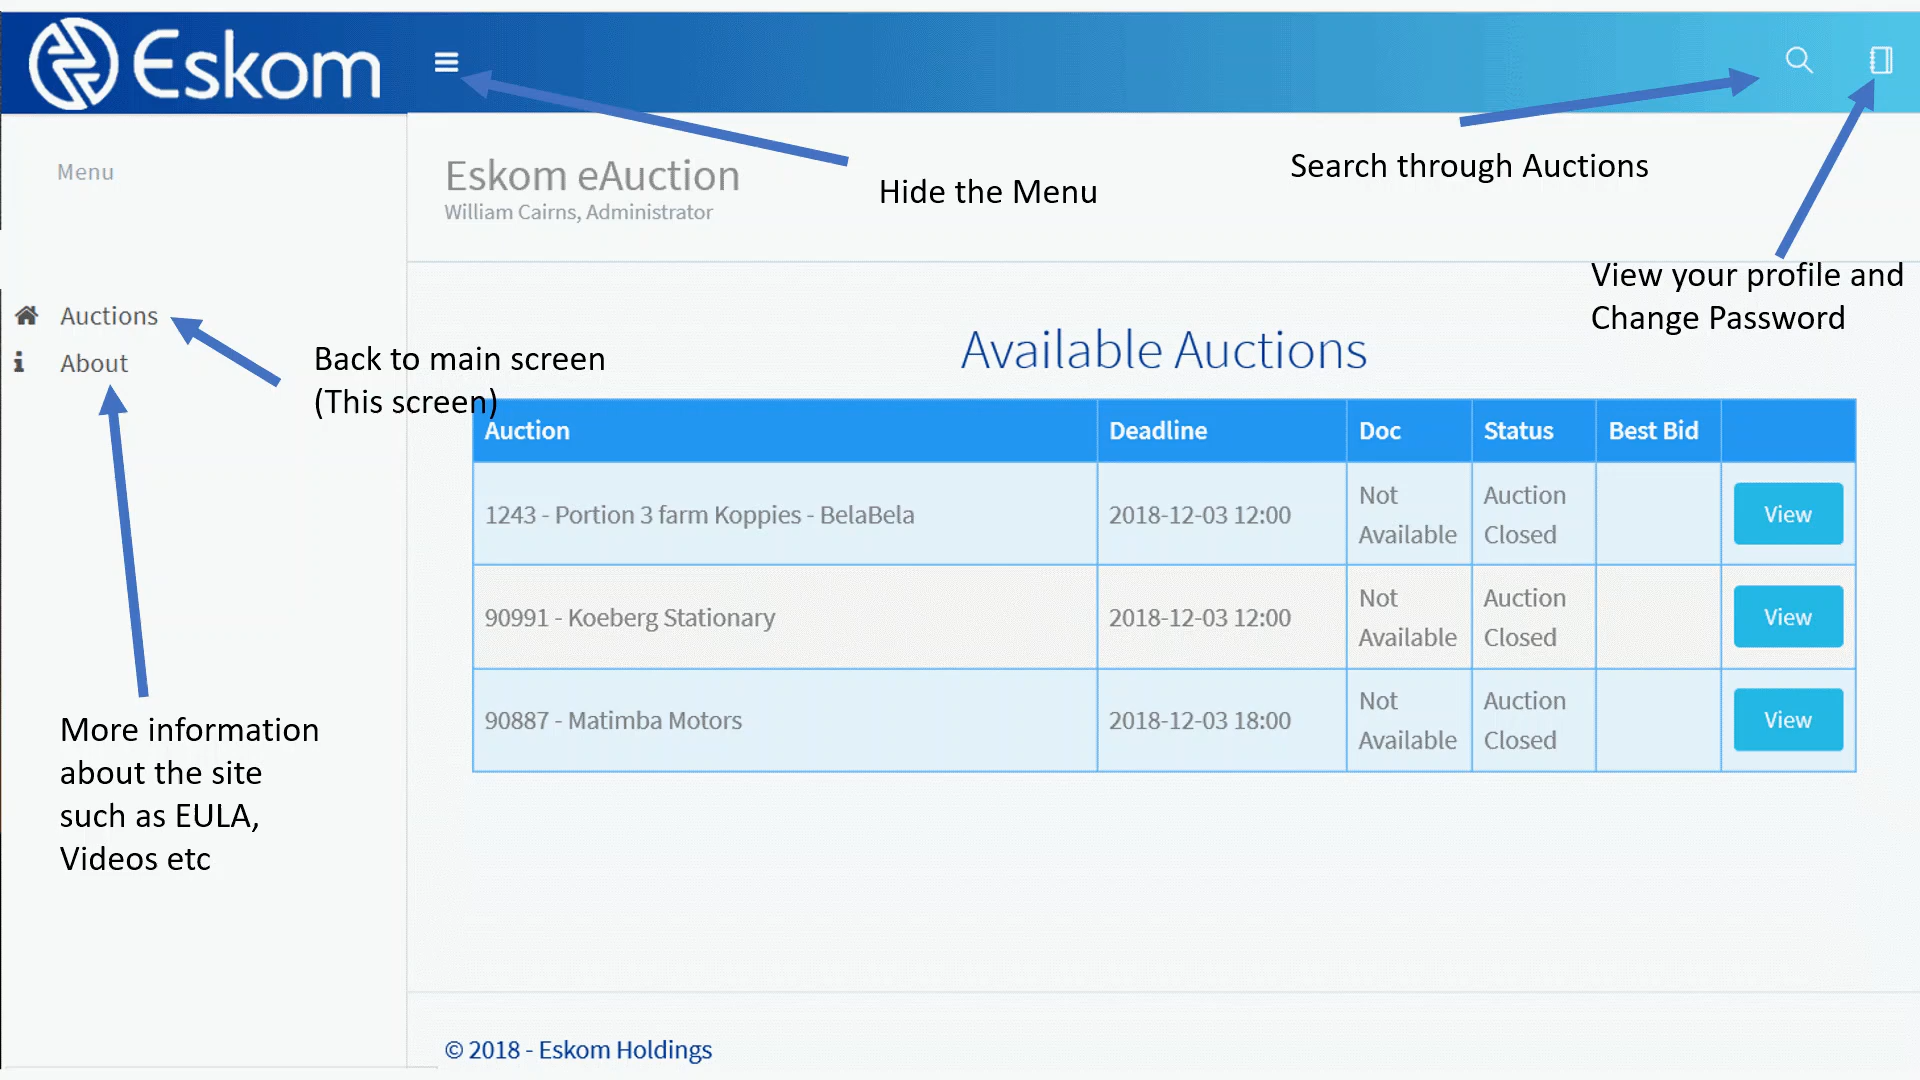 Eskom
Menu
Eskom eAuction
William Cairns, Administrator
Hide the Menu
Search through Auctions
View your profile and
Change Password
Auctions
About
Back to main screen
(This screen)
More information
about the site
such as EULA,
Videos etc
Available Auctions
Auction Deadline Doc Status Best Bid
1243 - Portion 3 farm Koppies - BelaBela 2018-12-03 12:00 Not Available Auction Closed View
90991 - Koeberg Stationary 2018-12-03 12:00 Not Available Auction Closed View
90887 - Matimba Motors 2018-12-03 18:00 Not Available Auction Closed View
© 2018 - Eskom Holdings